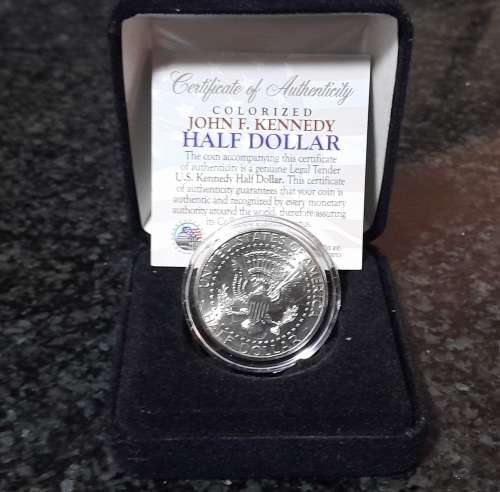 Certificate of Authenticity
COLORIZED
JOHN F. KENNEDY
HALF DOLLAR
The coin accompanying this certificate
of authenticity is a genuine Legal Tender
U.S. Kennedy Half Dollar. This certificate
of authenticity guarantees that your coin is
authentic and recognized by every monetary
authority around the world, therefore assuring
its
UNITED STATES OF AMERICA
HALF DOLLAR